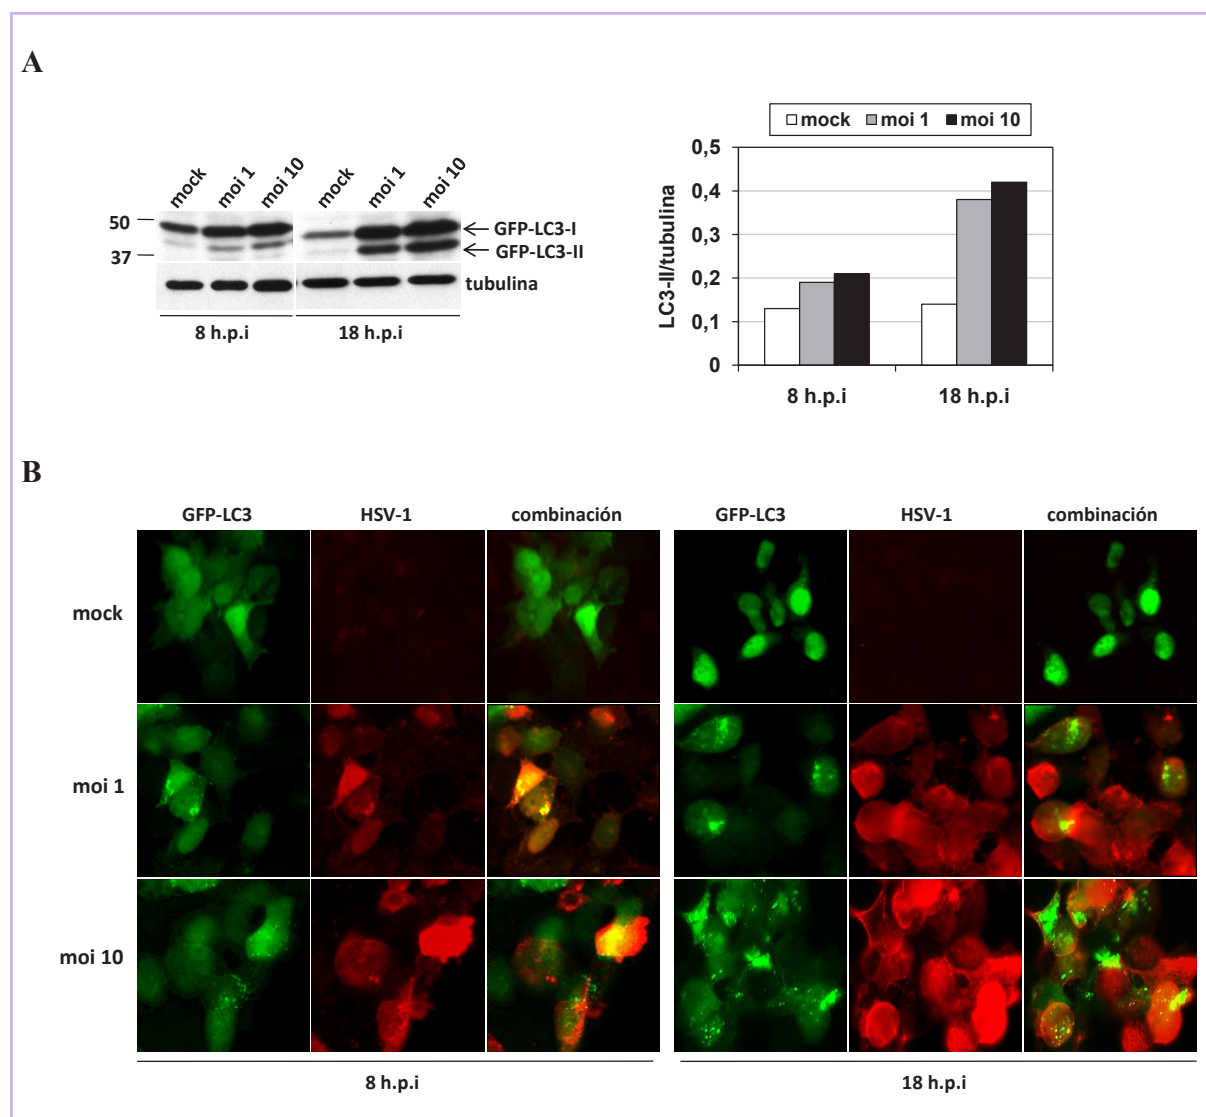 A
mock moi 1 moi 10 mock moi 1 moi 10
50
37
GFP-LC3-I
GFP-LC3-II
tubulina
8 h.p.i 18 h.p.i
mock moi 1 moi 10
LC3-II/tubulina
0,5
0,4
0,3
0,2
0,1
0
8 h.p.i 18 h.p.i
B
GFP-LC3 HSV-1 combinación GFP-LC3 HSV-1 combinación
mock
moi 1
moi 10
8 h.p.i 18 h.p.i